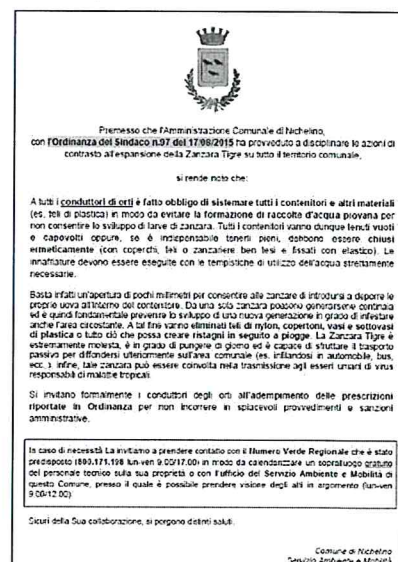 Premesso che l'Amministrazione Comunale di Nichelino,
con l'Ordinanza del Sindaco n.97 del 17/08/2015 ha provveduto a disciplinare le azioni di
contrasto all'espansione della Zanzara Tigre su tutto il territorio comunale,
si rende noto che:
A tutti i conduttori di orti è fatto obbligo di sistemare tutti i contenitori e altri materiali
(es. teli di plastica) in modo da evitare la formazione di raccolte d'acqua piovana per
non consentire lo sviluppo di larve di zanzara. Tutti i contenitori vanno dunque tenuti vuoti
e capovolti oppure, se è indispensabile tenerli pieni, debbono essere chiusi
ermeticamente (con coperchi, teli o zanzariere ben tesi e fissati con elastico). Le
innaffiature devono essere eseguite con le tempistiche di utilizzo dell'acqua strettamente
necessarie.
Basta infatti un'apertura di pochi millimetri per consentire alle zanzare di introdursi a deporre le
proprie uova all'interno del contenitore. Da una sola zanzara possono generarsene centinaia
ed è quindi fondamentale prevenire lo sviluppo di una nuova generazione in grado di infestare
anche l'area circostante. A tal fine vanno eliminati teli di nylon, copertoni, vasi e sottovasi
di plastica o tutto ciò che possa creare ristagni in seguito a piogge. La Zanzara Tigre è
estremamente molesta, è in grado di pungere di giorno ed è capace di sfruttare il trasporto
passivo per diffondersi ulteriormente sull'area comunale (es. infilandosi in automobile, bus,
ecc.). Infine, tale zanzara può essere coinvolta nella trasmissione agli esseri umani di virus
responsabili di malattie tropicali.
Si invitano formalmente i conduttori degli orti all'adempimento delle prescrizioni
riportate in Ordinanza per non incorrere in spiacevoli provvedimenti e sanzioni
amministrative.
In caso di necessità La invitiamo a prendere contatto con il Numero Verde Regionale che è stato
predisposto (800.171.198 lun-ven 9.00/17.00) in modo da calendarizzare un sopralluogo gratuito
del personale tecnico sulla sua proprietà o con l'Ufficio del Servizio Ambiente e Mobilità di
questo Comune, presso il quale è possibile prendere visione degli atti in argomento (lun-ven
9.00/12.00)
Sicuri della Sua collaborazione, si porgono distinti saluti.
Comune di Nichelino
Servizio Ambiente e Mobilità